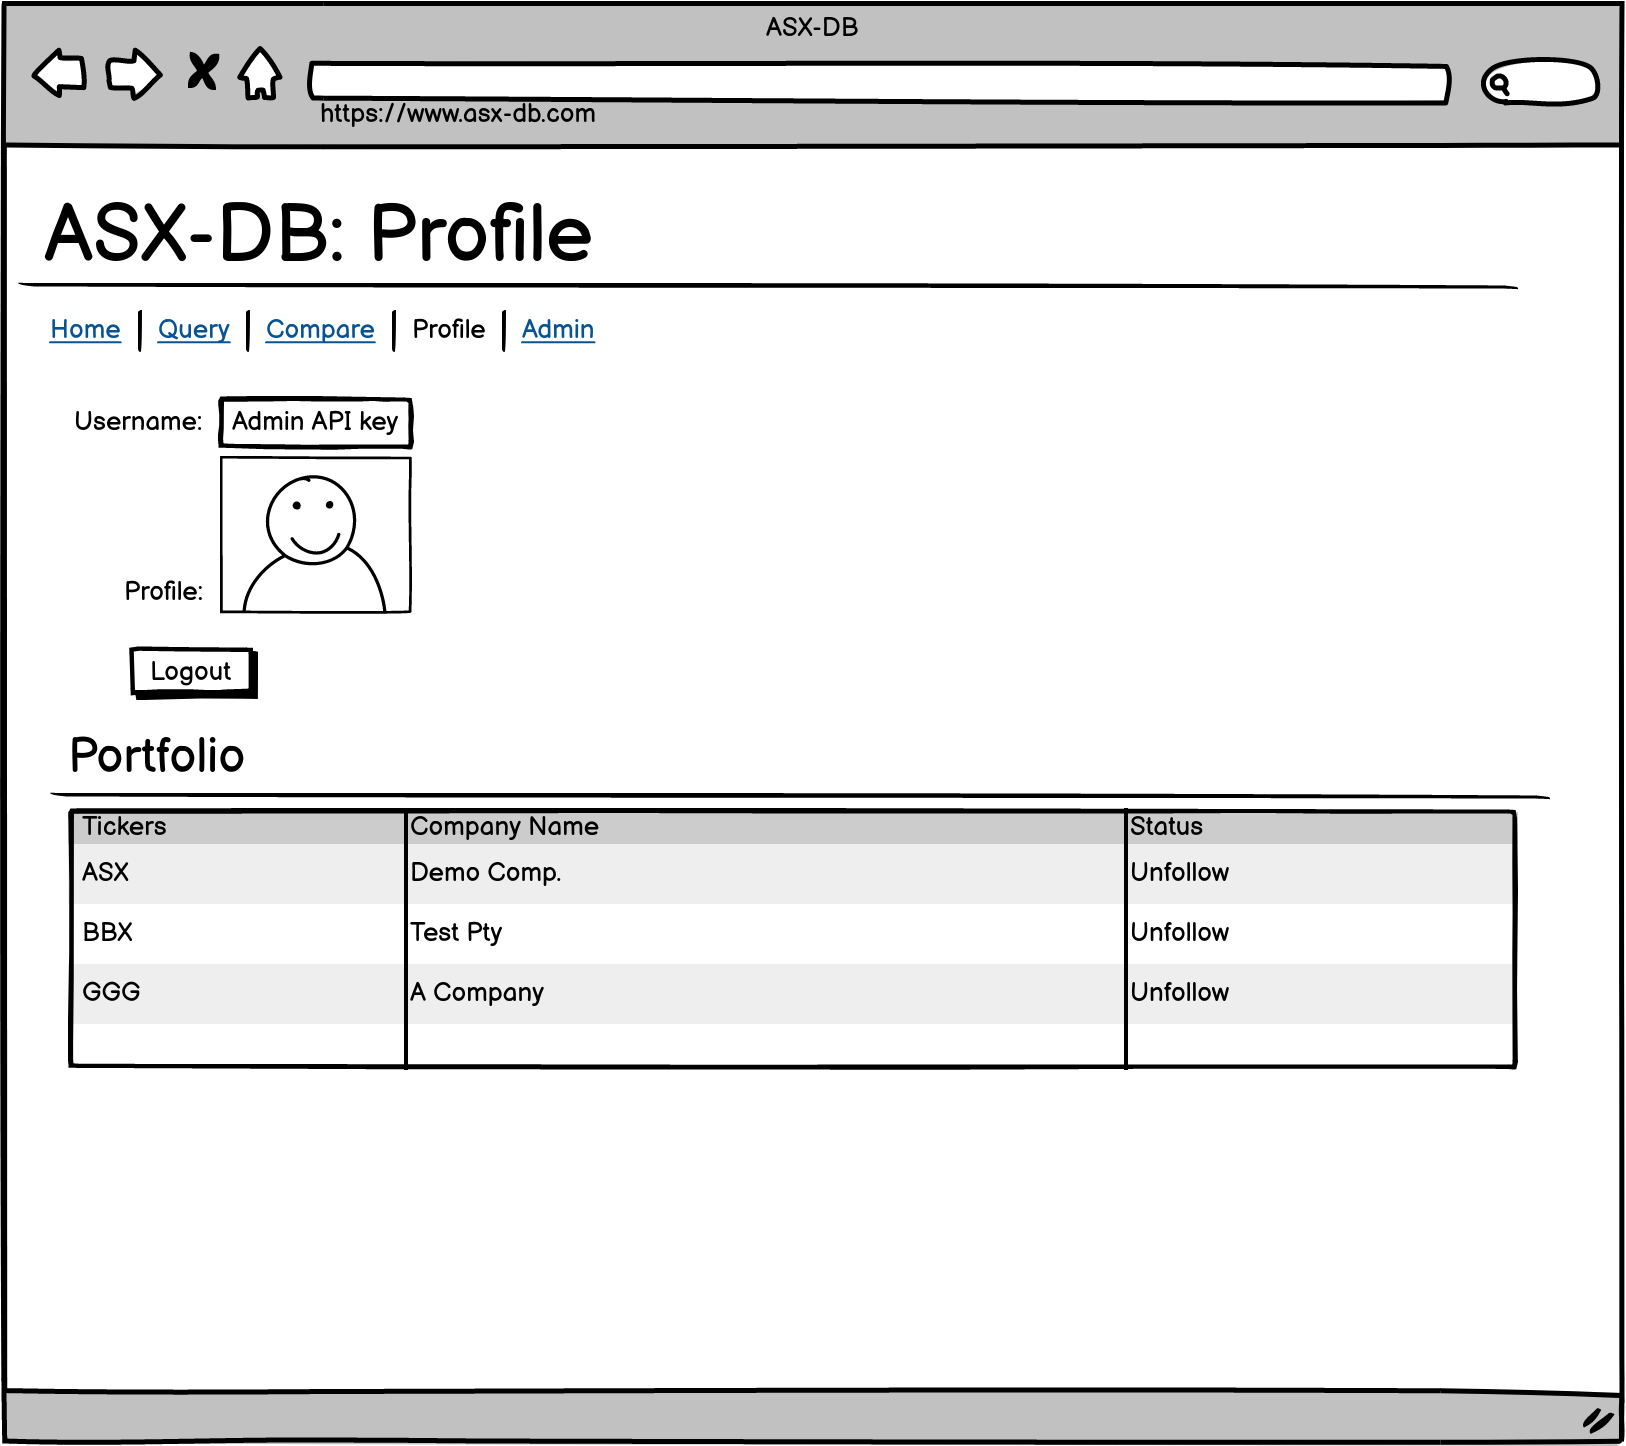 ASX-DB
https://www.asx-db.com
ASX-DB: Profile
Home Query Compare Profile Admin
Username: Admin API key
Profile:
Logout
Portfolio
Tickers Company Name Status
ASX Demo Comp. Unfollow
BBX Test Pty Unfollow
GGG A Company Unfollow